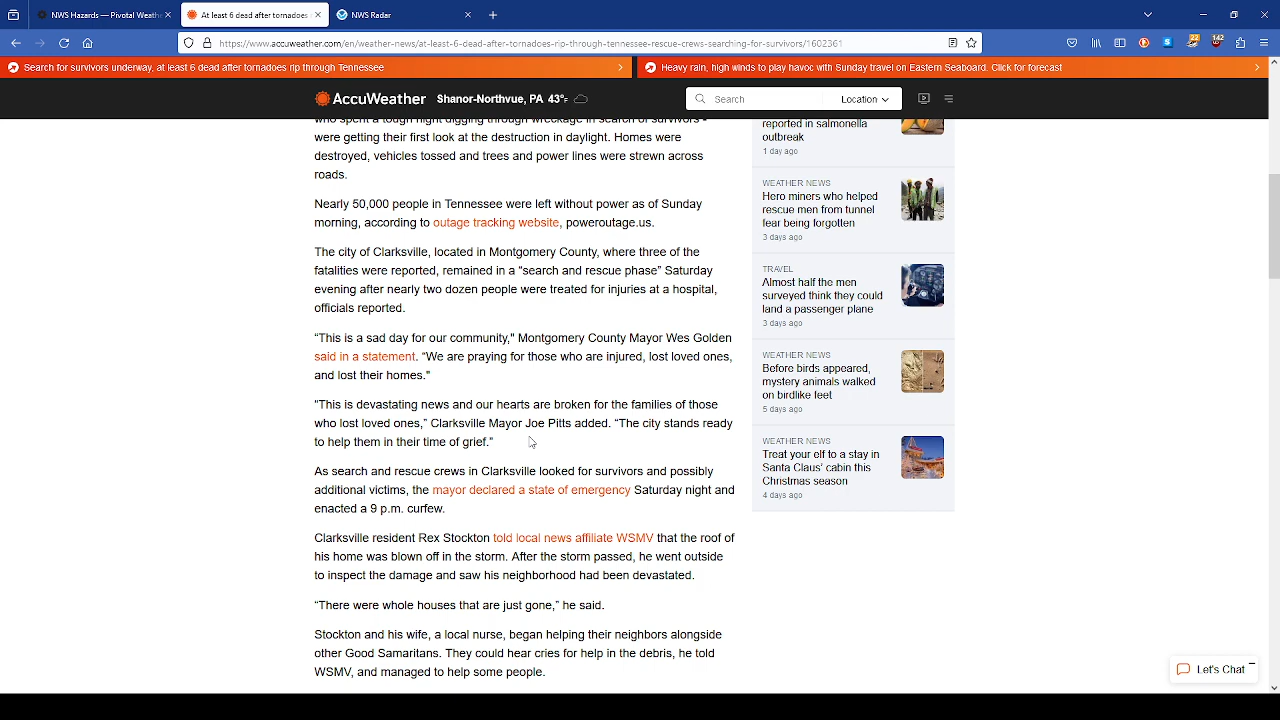 NWS Hazards — Pivotal Weathe
At least 6 dead after tornadoes
NWS Radar
https://www.accuweather.com/en/weather-news/at-least-6-dead-after-tornadoes-rip-through-tennessee-rescue-crews-searching-for-survivors/1602361
22
142
Search for survivors underway, at least 6 dead after tornadoes rip through Tennessee
Heavy rain, high winds to play havoc with Sunday travel on Eastern Seaboard. Click for forecast
AccuWeather
Shanor-Northvue, PA 43°F
Search
Location
who spent a tough night digging through wreckage in search of survivors -
were getting their first look at the destruction in daylight. Homes were
destroyed, vehicles tossed and trees and power lines were strewn across
roads.
Nearly 50,000 people in Tennessee were left without power as of Sunday
morning, according to outage tracking website, poweroutage.us.
The city of Clarksville, located in Montgomery County, where three of the
fatalities were reported, remained in a “search and rescue phase” Saturday
evening after nearly two dozen people were treated for injuries at a hospital,
officials reported.
“This is a sad day for our community," Montgomery County Mayor Wes Golden
said in a statement. “We are praying for those who are injured, lost loved ones,
and lost their homes."
"This is devastating news and our hearts are broken for the families of those
who lost loved ones,” Clarksville Mayor Joe Pitts added. “The city stands ready
to help them in their time of grief."
As search and rescue crews in Clarksville looked for survivors and possibly
additional victims, the mayor declared a state of emergency Saturday night and
enacted a 9 p.m. curfew.
Clarksville resident Rex Stockton told local news affiliate WSMV that the roof of
his home was blown off in the storm. After the storm passed, he went outside
to inspect the damage and saw his neighborhood had been devastated.
“There were whole houses that are just gone,” he said.
Stockton and his wife, a local nurse, began helping their neighbors alongside
other Good Samaritans. They could hear cries for help in the debris, he told
WSMV, and managed to help some people.
reported in salmonella
outbreak
1 day ago
WEATHER NEWS
Hero miners who helped
rescue men from tunnel
fear being forgotten
3 days ago
TRAVEL
Almost half the men
surveyed think they could
land a passenger plane
3 days ago
WEATHER NEWS
Before birds appeared,
mystery animals walked
on birdlike feet
5 days ago
WEATHER NEWS
Treat your elf to a stay in
Santa Claus’ cabin this
Christmas season
4 days ago
Let's Chat